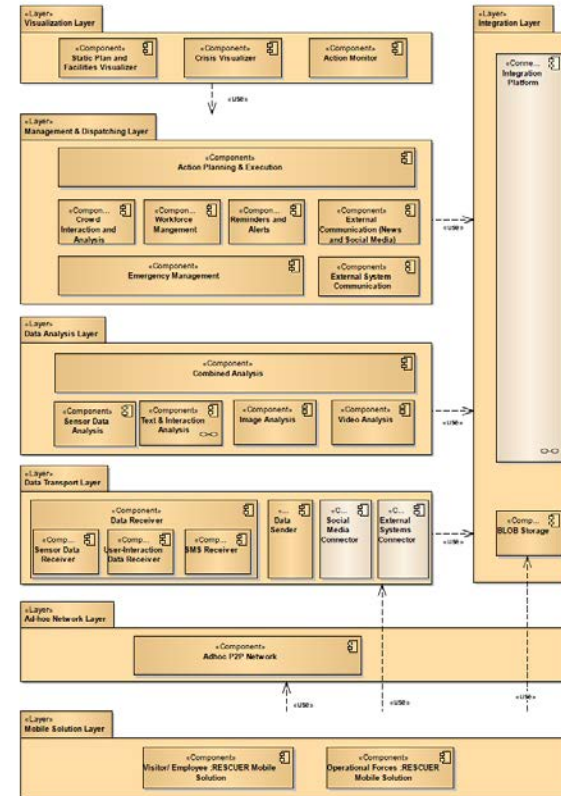 «Layer»
Visualization Layer
«Component»
Static Plan and
Facilities Visualizer
«Component»
Crisis Visualizer
«Component»
Action Monitor
«use»
«Layer»
Management & Dispatching Layer
«Component»
Action Planning & Execution
«Compon...
Crowd
Interaction and
Analysis
«Compon...
Workforce
Mangement
«Compon...
Reminders and
Alerts
«Component»
External
Communication (News
and Social Media)
«Component»
Emergency Management
«Component»
External System
Communication
«use»
«Layer»
Data Analysis Layer
«Component»
Combined Analysis
«Component»
Sensor Data
Analysis
«Component»
Text & Interaction
Analysis
«Component»
Image Analysis
«Component»
Video Analysis
«use»
«Layer»
Data Transport Layer
«Component»
Data Receiver
«Comp...
Sensor Data
Receiver
«Comp...
User-Interaction
Data Receiver
«Comp...
SMS Receiver
«...
Data
Sender
«C...
Social
Media
Connector
«C...
External
Systems
Connector
«use»
«Layer»
Integration Layer
«Conne...
Integration
Platform
«Comp...
BLOB Storage
«Layer»
Ad-hoc Network Layer
«Component»
Adhoc P2P Network
«use»
«use»
«use»
«Layer»
Mobile Solution Layer
«Component»
Visitor/ Employee :RESCUER Mobile
Solution
«Component»
Operational Forces :RESCUER
Mobile Solution